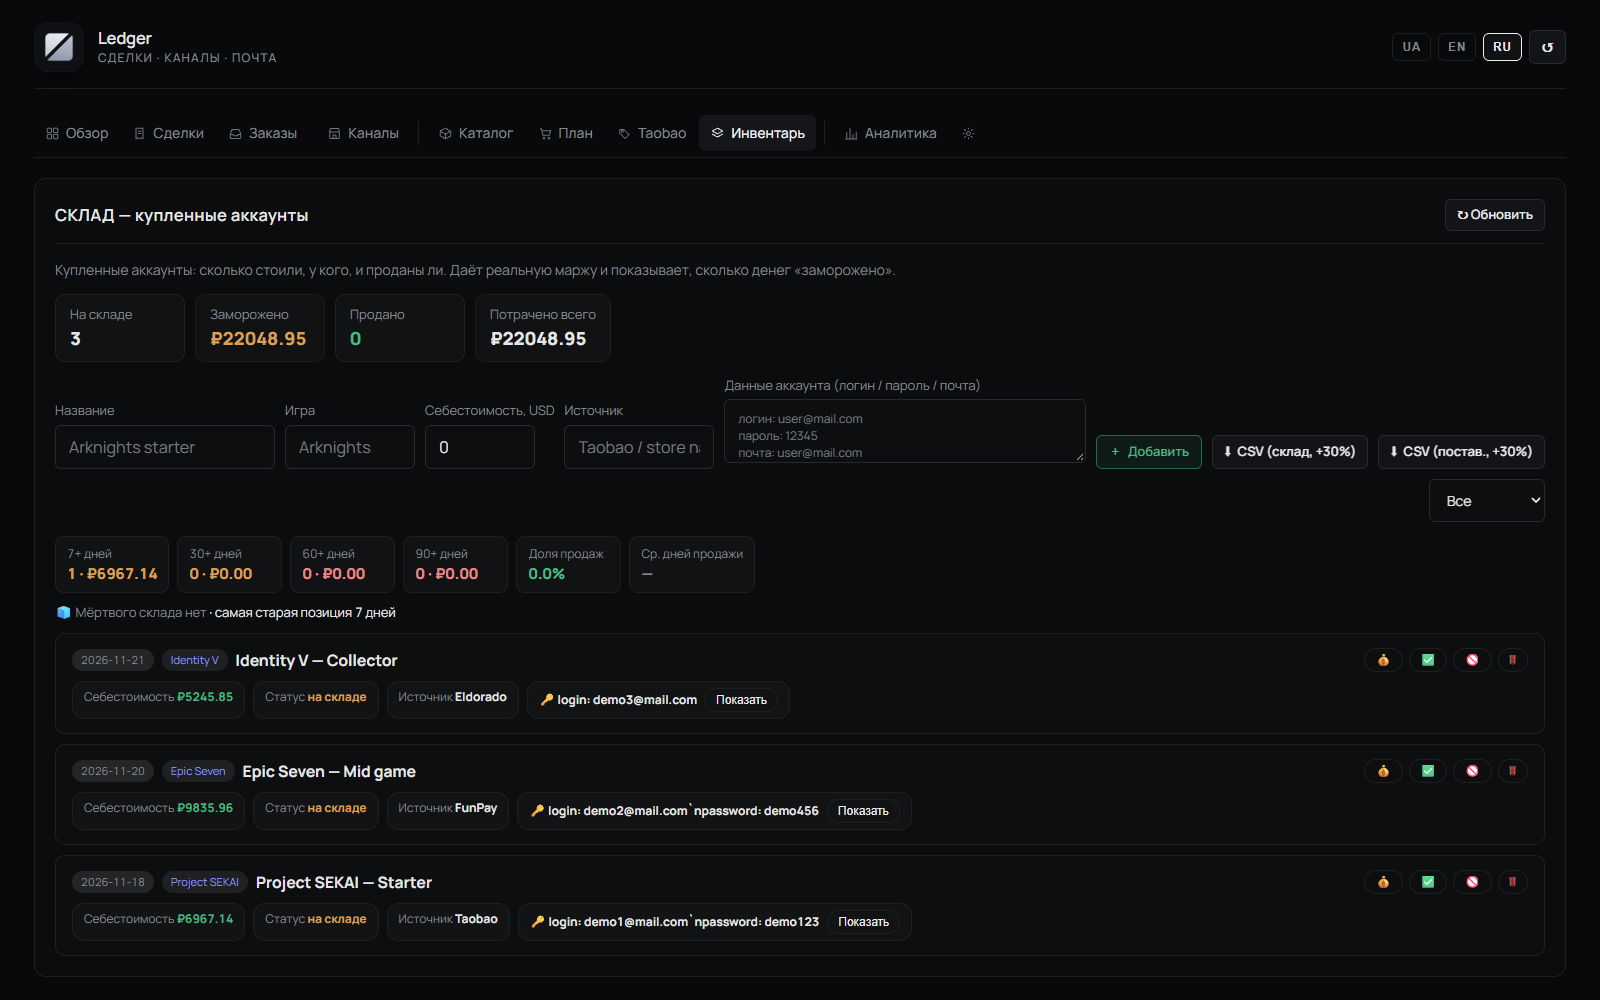 Ledger
СДЕЛКИ · КАНАЛЫ · ПОЧТА
UA EN RU ↺
Обзор Сделки Заказы Каналы Каталог План Taobao Инвентарь Аналитика
СКЛАД — купленные аккаунты
↻ Обновить
Купленные аккаунты: сколько стоили, у кого, и проданы ли. Даёт реальную маржу и показывает, сколько денег «заморожено».
На складе Заморожено Продано Потрачено всего
3 ₽22048.95 0 ₽22048.95
Данные аккаунта (логин / пароль / почта)
Название Игра Себестоимость, USD Источник
Arknights starter Arknights 0 Taobao / store n
логин: user@mail.com
пароль: 12345
почта: user@mail.com
+ Добавить ⬇ CSV (склад, +30%) ⬇ CSV (постав., +30%)
Все
7+ дней 30+ дней 60+ дней 90+ дней Доля продаж Ср. дней продажи
1 · ₽6967.14 0 · ₽0.00 0 · ₽0.00 0 · ₽0.00 0.0% —
🧊 Мёртвого склада нет · самая старая позиция 7 дней
2026-11-21 Identity V Identity V — Collector
Себестоимость ₽5245.85 Статус на складе Источник Eldorado 🔑 login: demo3@mail.com Показать
2026-11-20 Epic Seven Epic Seven — Mid game
Себестоимость ₽9835.96 Статус на складе Источник FunPay 🔑 login: demo2@mail.com`npassword: demo456 Показать
2026-11-18 Project SEKAI Project SEKAI — Starter
Себестоимость ₽6967.14 Статус на складе Источник Taobao 🔑 login: demo1@mail.com`npassword: demo123 Показать